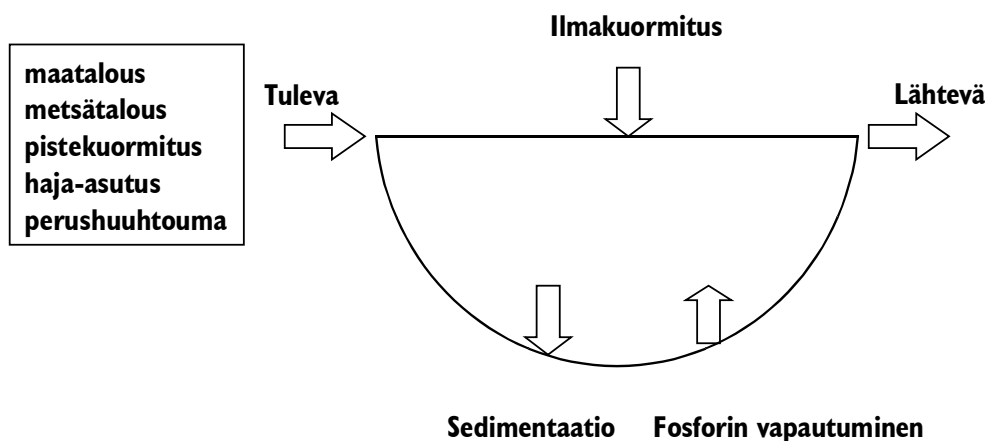 Ilmakuormitus
maatalous
metsätalous
pistekuormitus
haja-asutus
perushuuhtouma
Tuleva
Lähtevä
Sedimentaatio
Fosforin vapautuminen